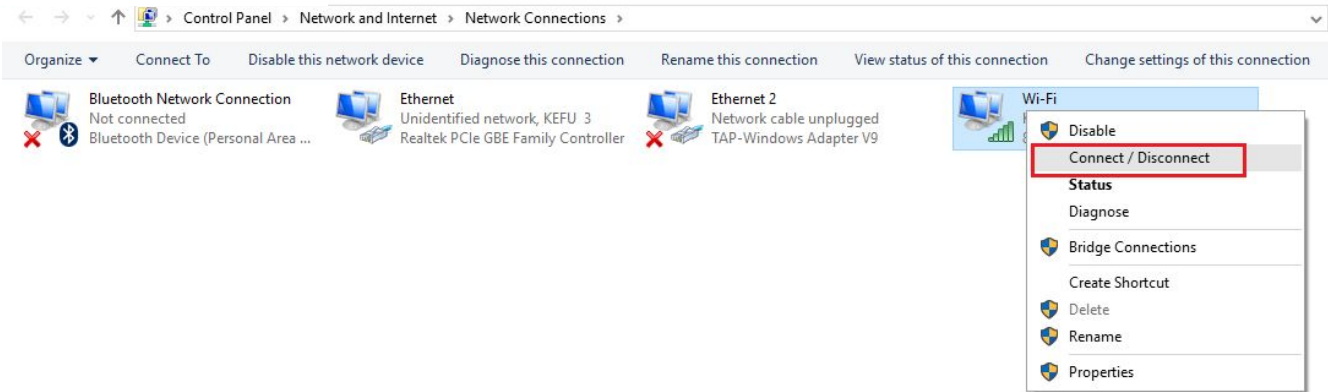 Control Panel > Network and Internet > Network Connections >
Organize Connect To Disable this network device Diagnose this connection Rename this connection View status of this connection Change settings of this connection
Bluetooth Network Connection
Not connected
Bluetooth Device (Personal Area ...
Ethernet
Unidentified network, KEFU 3
Realtek PCIe GBE Family Controller
Ethernet 2
Network cable unplugged
TAP-Windows Adapter V9
Wi-Fi
Disable
Connect / Disconnect
Status
Diagnose
Bridge Connections
Create Shortcut
Delete
Rename
Properties